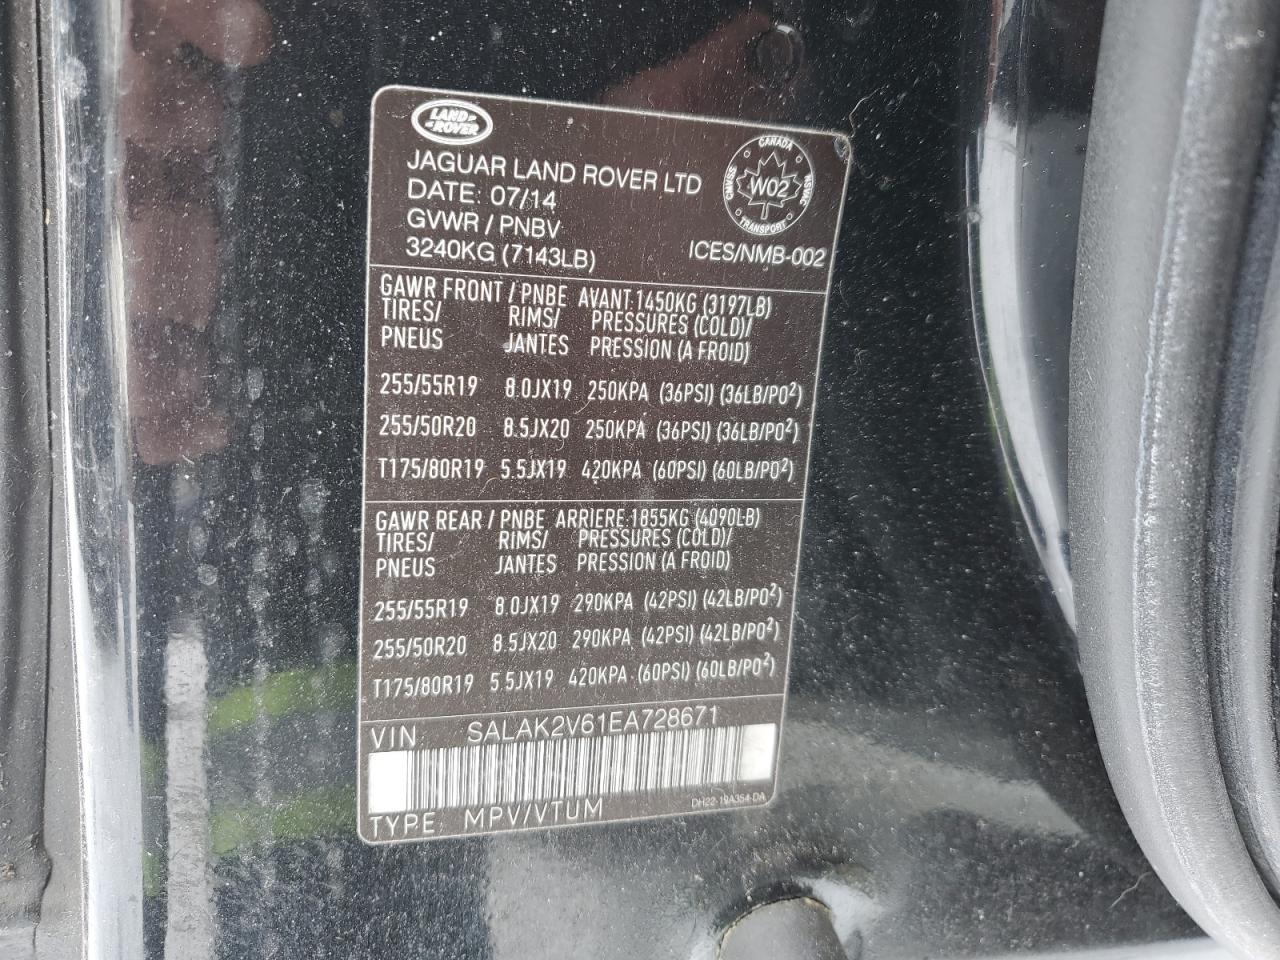 LAND ROVER
JAGUAR LAND ROVER LTD
DATE: 07/14
GVWR / PNBV
3240KG (7143LB)
CANADA
CMVSS NSVAC
W02
TRANSPORT
ICES/NMB-002
GAWR FRONT / PNBE AVANT:1450KG (3197LB)
TIRES/ RIMS/ PRESSURES (COLD)/
PNEUS JANTES PRESSION (A FROID)
255/55R19 8.0JX19 250KPA (36PSI) (36LB/PO²)
255/50R20 8.5JX20 250KPA (36PSI) (36LB/PO²)
T175/80R19 5.5JX19 420KPA (60PSI) (60LB/PO²)
GAWR REAR / PNBE ARRIERE:1855KG (4090LB)
TIRES/ RIMS/ PRESSURES (COLD)/
PNEUS JANTES PRESSION (A FROID)
255/55R19 8.0JX19 290KPA (42PSI) (42LB/PO²)
255/50R20 8.5JX20 290KPA (42PSI) (42LB/PO²)
T175/80R19 5.5JX19 420KPA (60PSI) (60LB/PO²)
VIN: SALAK2V61EA728671
TYPE: MPV/VTUM
DH22-19A354-DA